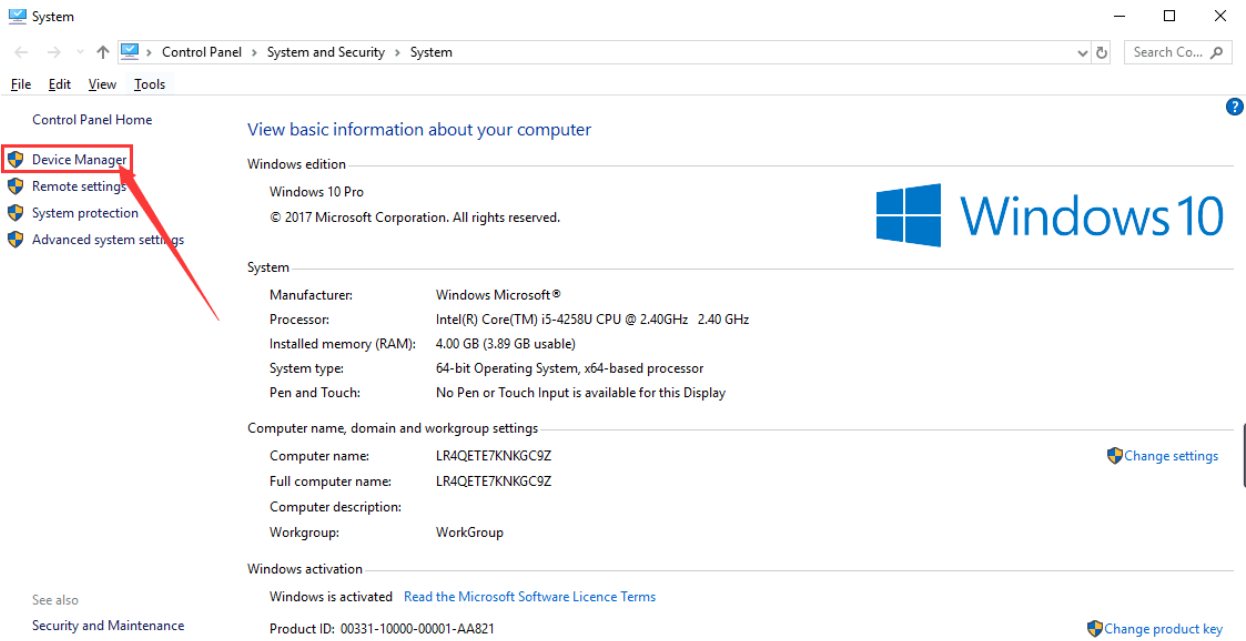 System
Control Panel > System and Security > System
Search Co...
File Edit View Tools
?
Control Panel Home
Device Manager
Remote settings
System protection
Advanced system settings
View basic information about your computer
Windows edition
Windows 10 Pro
© 2017 Microsoft Corporation. All rights reserved.
Windows 10
System
Manufacturer: Windows Microsoft®
Processor: Intel(R) Core(TM) i5-4258U CPU @ 2.40GHz 2.40 GHz
Installed memory (RAM): 4.00 GB (3.89 GB usable)
System type: 64-bit Operating System, x64-based processor
Pen and Touch: No Pen or Touch Input is available for this Display
Computer name, domain and workgroup settings
Computer name: LR4QETE7KNKGC9Z
Change settings
Full computer name: LR4QETE7KNKGC9Z
Computer description:
Workgroup: WorkGroup
Windows activation
Windows is activated Read the Microsoft Software Licence Terms
Product ID: 00331-10000-00001-AA821
Change product key
See also
Security and Maintenance